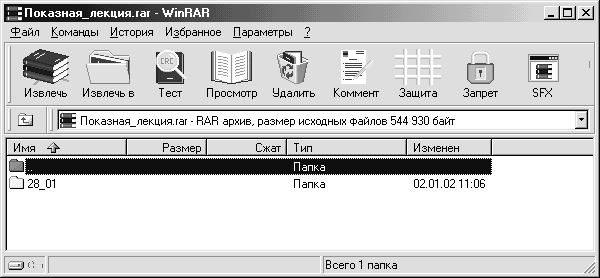 Показная_лекция.rar - WinRAR
Файл Команды История Избранное Параметры ?
CRC
Извлечь Извлечь в Тест Просмотр Удалить Коммент Защита Запрет SFX
Показная_лекция.rar - RAR архив, размер исходных файлов 544 930 байт
Имя Размер Сжат Тип Изменен
.. Папка
28_01 Папка 02.01.02 11:06
Всего 1 папка